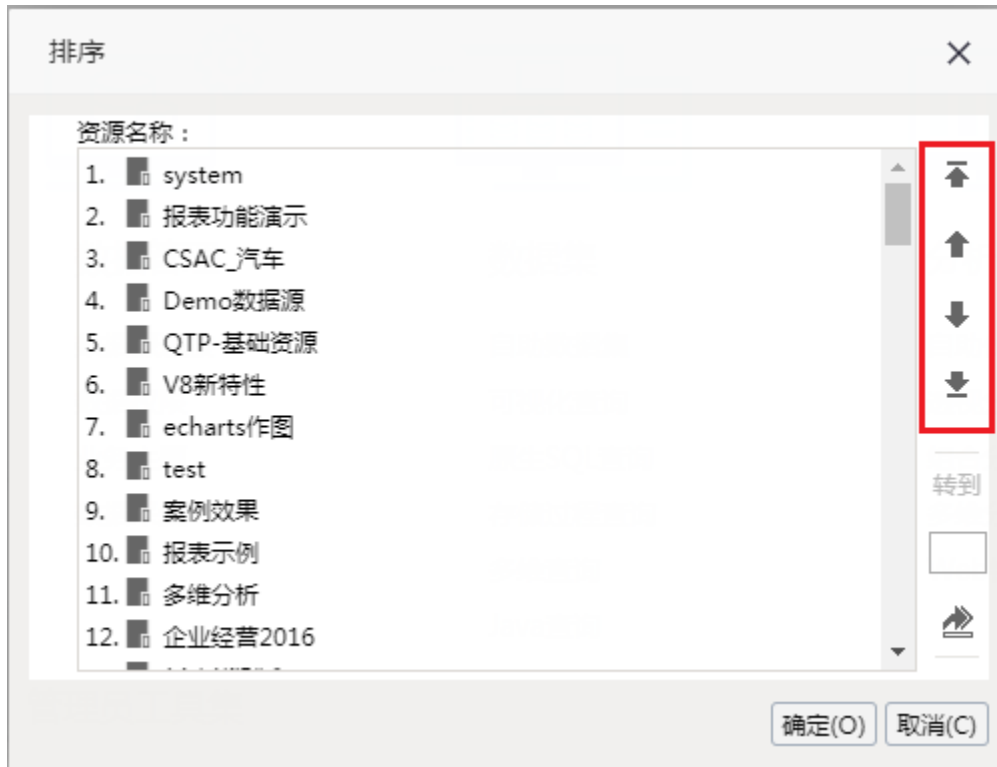 排序
资源名称：
1. system
2. 报表功能演示
3. CSAC_汽车
4. Demo数据源
5. QTP-基础资源
6. V8新特性
7. echarts作图
8. test
转到
9. 案例效果
10. 报表示例
11. 多维分析
12. 企业经营2016
确定(O) 取消(C)